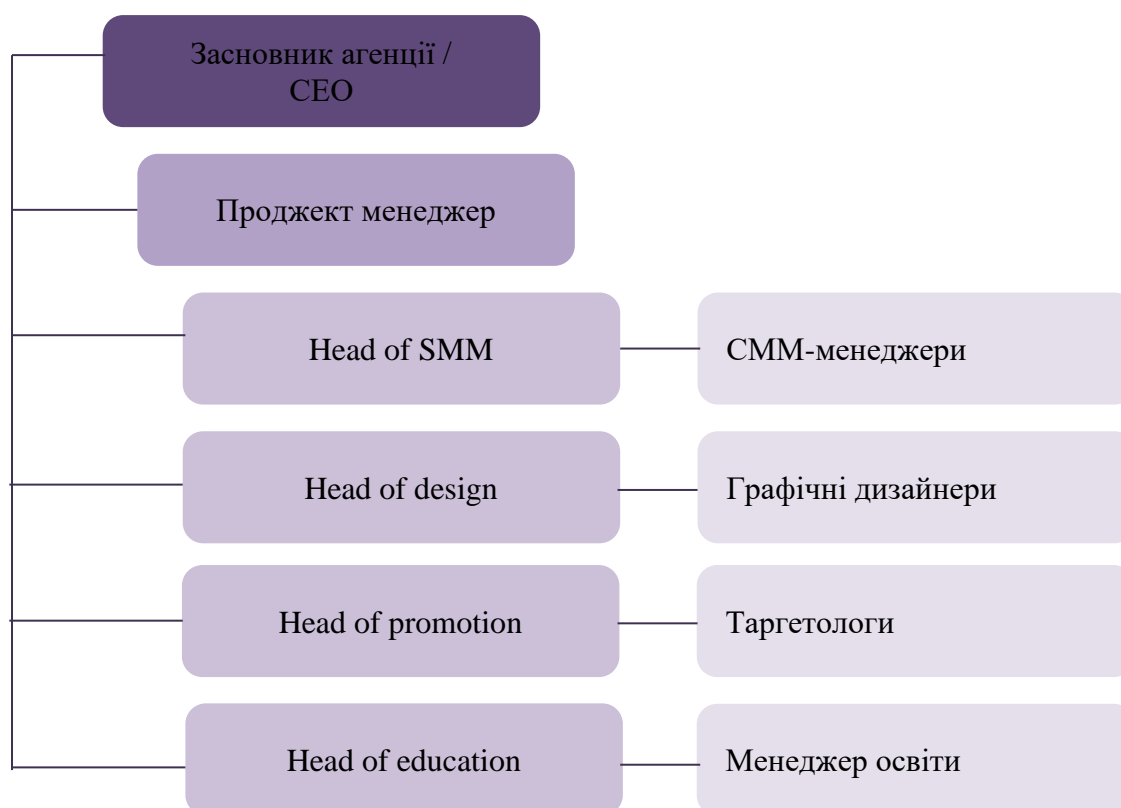 Засновник агенції /
CEO
Проджект менеджер
Head of SMM
СММ-менеджери
Head of design
Графічні дизайнери
Head of promotion
Таргетологи
Head of education
Менеджер освіти